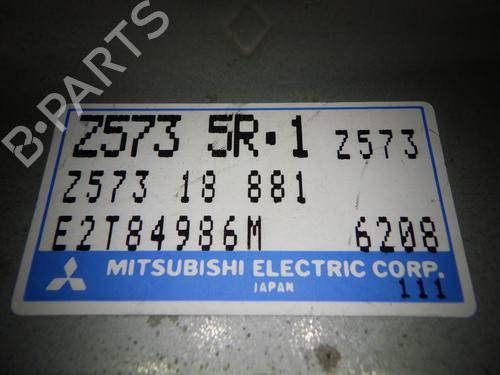 B-PARTS
Z573 5R·1 Z573
Z573 18 881
E2T84986M 6208
MITSUBISHI ELECTRIC CORP.
JAPAN 111